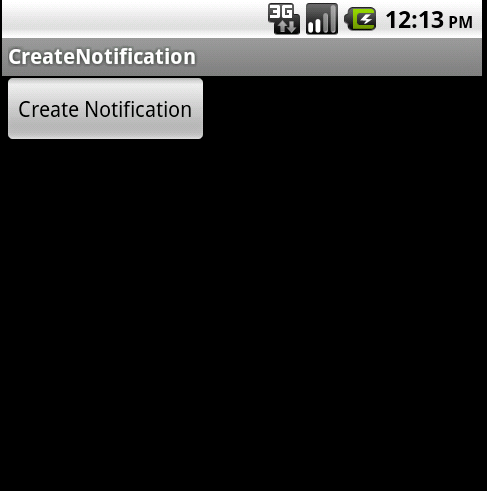 3G 12:13 PM
CreateNotification
Create Notification